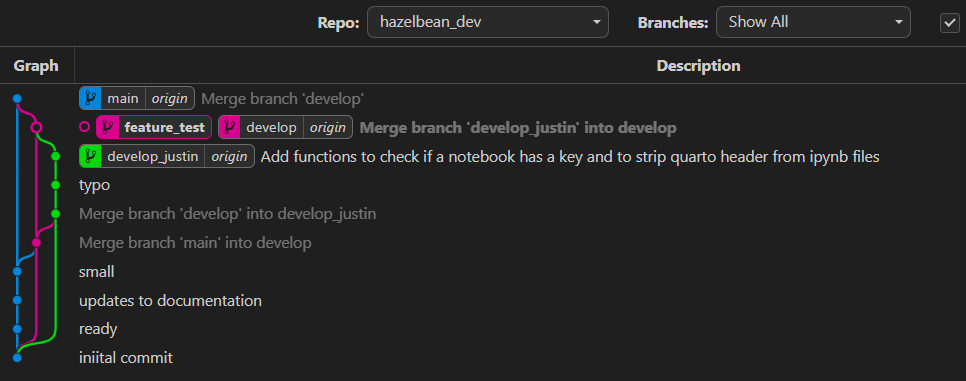 Repo: hazelbean_dev Branches: Show All
Graph Description
main origin Merge branch 'develop'
feature_test develop origin Merge branch 'develop_justin' into develop
develop_justin origin Add functions to check if a notebook has a key and to strip quarto header from ipynb files
typo
Merge branch 'develop' into develop_justin
Merge branch 'main' into develop
small
updates to documentation
ready
iniital commit